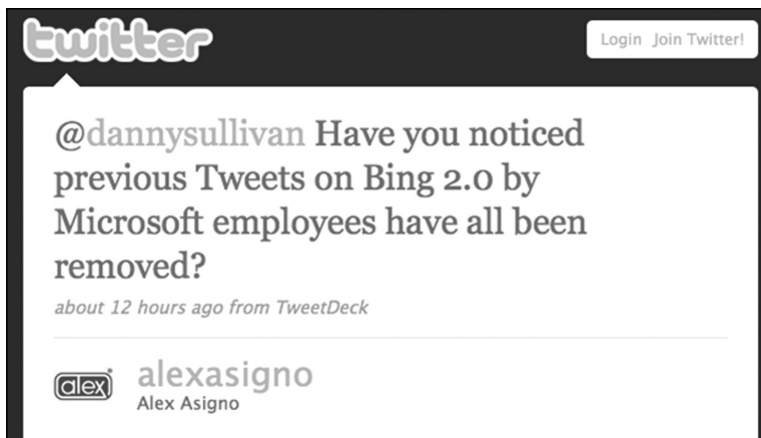 twitter
Login Join Twitter!
@dannysullivan Have you noticed
previous Tweets on Bing 2.0 by
Microsoft employees have all been
removed?
about 12 hours ago from TweetDeck
alex
alexasigno
Alex Asigno